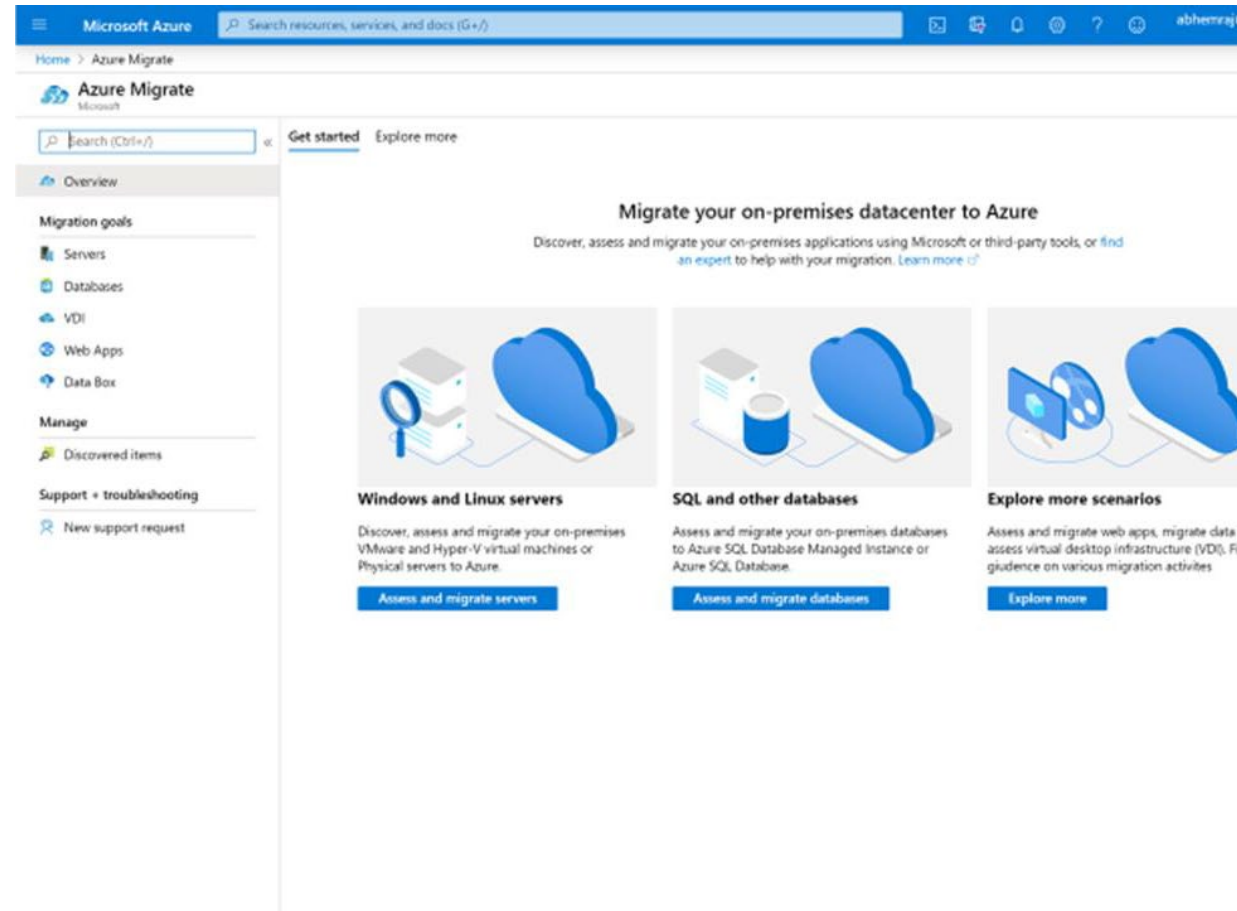 Microsoft Azure
Search resources, services, and docs (G+/)
abhemraj
Home > Azure Migrate
Azure Migrate
Microsoft
Search (Ctrl+/)
«
Get started Explore more
Overview
Migration goals
Servers
Databases
VDI
Web Apps
Data Box
Manage
Discovered items
Support + troubleshooting
New support request
Migrate your on-premises datacenter to Azure
Discover, assess and migrate your on-premises applications using Microsoft or third-party tools, or find
an expert to help with your migration. Learn more
Windows and Linux servers
Discover, assess and migrate your on-premises
VMware and Hyper-V virtual machines or
Physical servers to Azure.
Assess and migrate servers
SQL and other databases
Assess and migrate your on-premises databases
to Azure SQL Database Managed Instance or
Azure SQL Database.
Assess and migrate databases
Explore more scenarios
Assess and migrate web apps, migrate data
assess virtual desktop infrastructure (VDI). F
giudence on various migration activites
Explore more